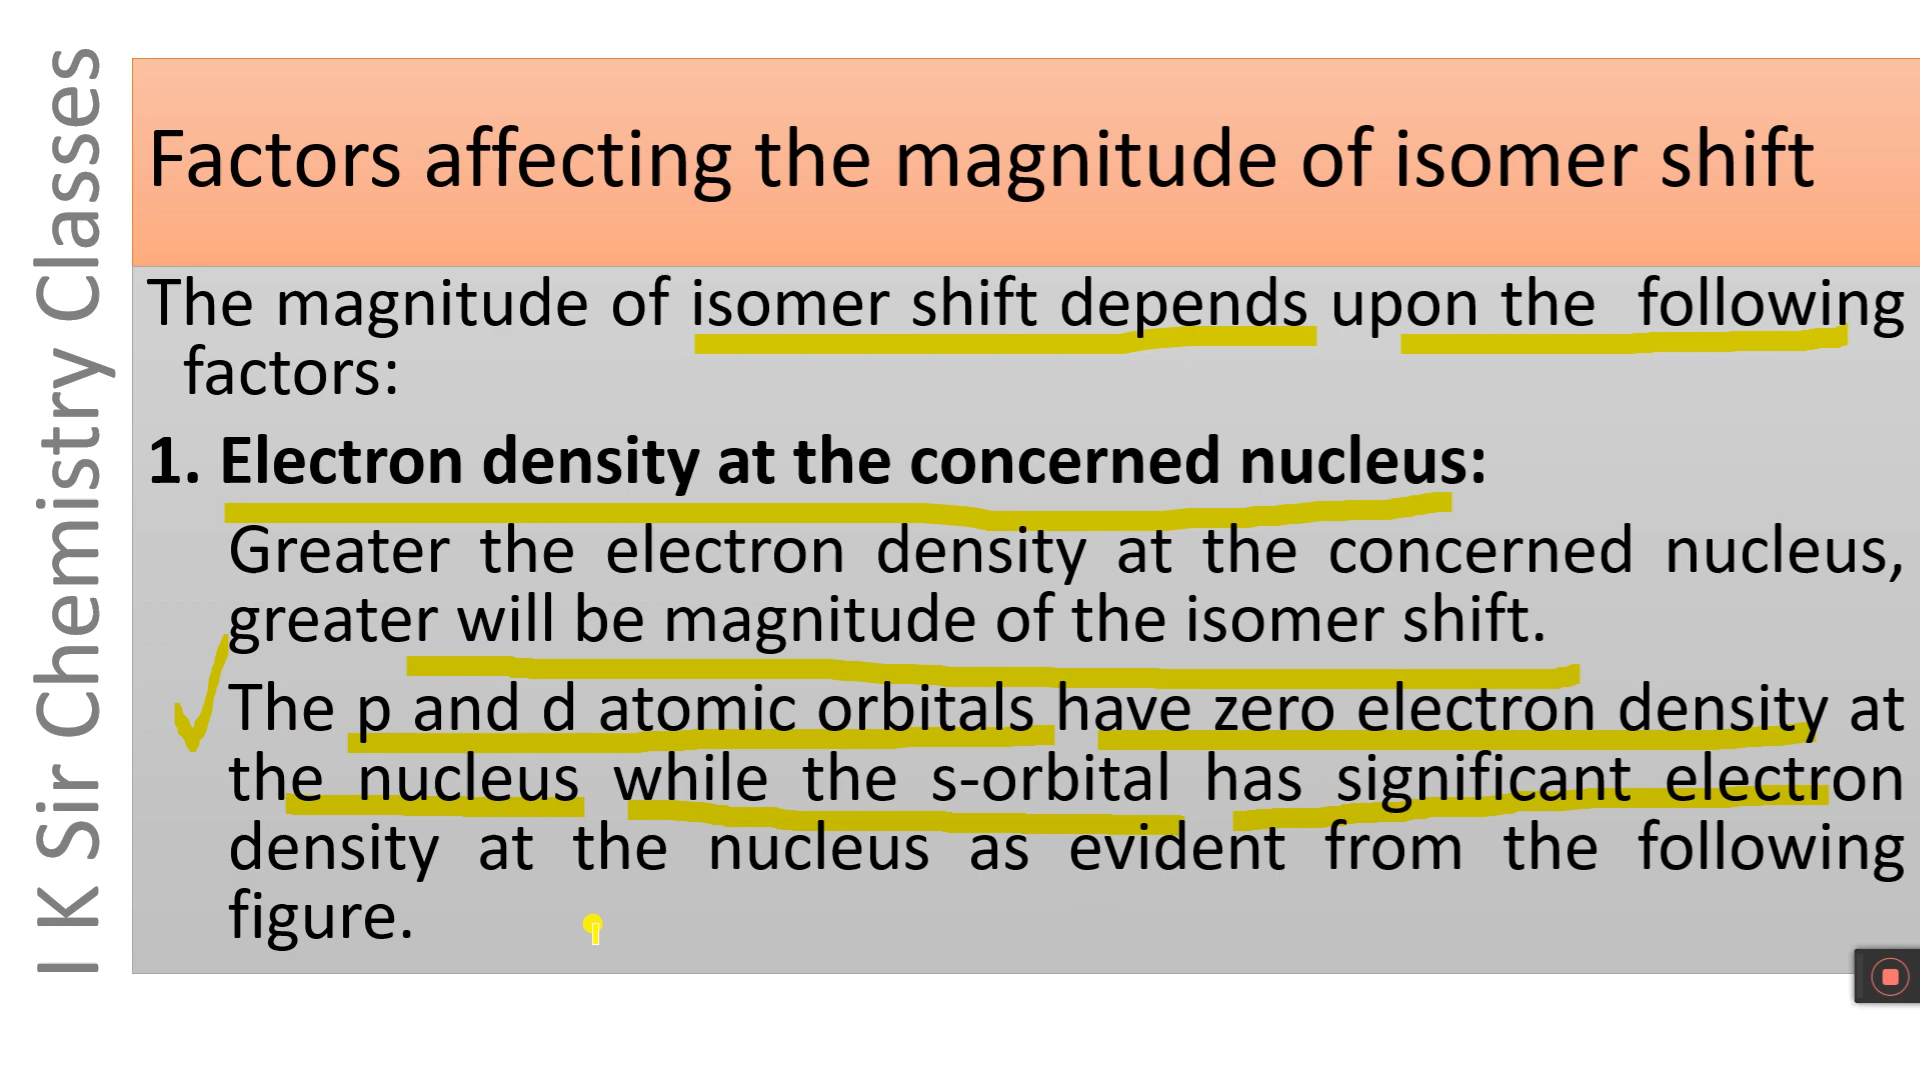 I K Sir Chemistry Classes
Factors affecting the magnitude of isomer shift
The magnitude of isomer shift depends upon the following
factors:
1. Electron density at the concerned nucleus:
Greater the electron density at the concerned nucleus,
greater will be magnitude of the isomer shift.
The p and d atomic orbitals have zero electron density at
the nucleus while the s-orbital has significant electron
density at the nucleus as evident from the following
figure.